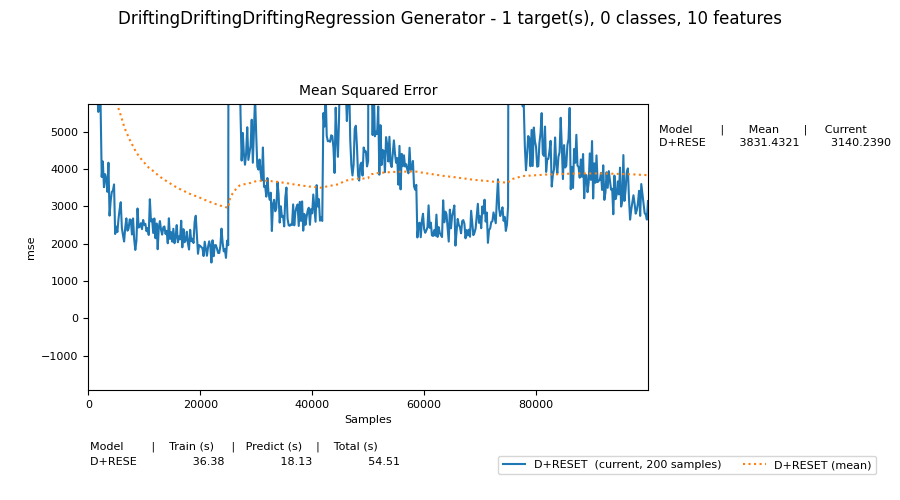 DriftingDriftingDriftingRegression Generator - 1 target(s), 0 classes, 10 features
Mean Squared Error
5000
4000
3000
2000
1000
0
−1000
mse
0 20000 40000 60000 80000
Samples
Model | Mean | Current
D+RESE 3831.4321 3140.2390
Model | Train (s) | Predict (s) | Total (s)
D+RESE 36.38 18.13 54.51
D+RESET (current, 200 samples) D+RESET (mean)